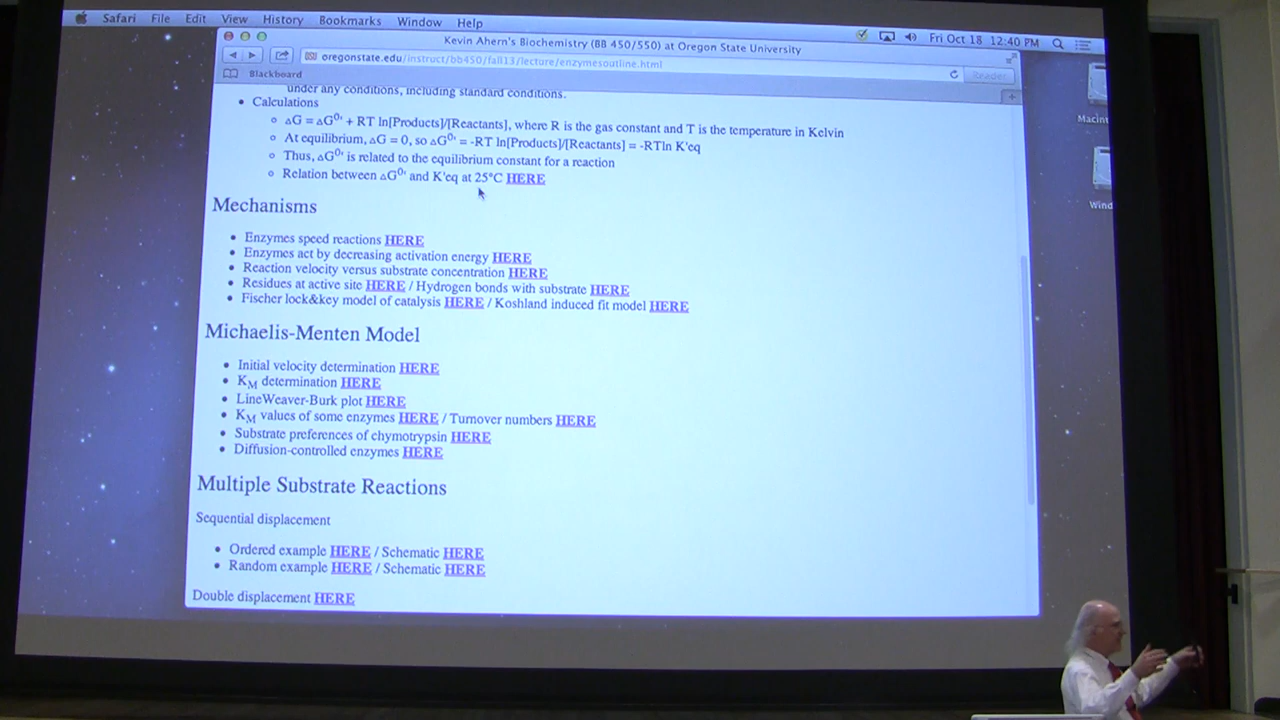 Safari File Edit View History Bookmarks Window Help Fri Oct 18 12:40 PM
Kevin Ahern's Biochemistry (BB 450/550) at Oregon State University
oregonstate.edu/instruct/bb450/fall13/lecture/enzymesoutline.html
Blackboard
under any conditions, including standard conditions.
• Calculations
∘ ΔG = ΔG⁰' + RT ln[Products]/[Reactants], where R is the gas constant and T is the temperature in Kelvin
∘ At equilibrium, ΔG = 0, so ΔG⁰' = -RT ln[Products]/[Reactants] = -RTln K'eq
∘ Thus, ΔG⁰' is related to the equilibrium constant for a reaction
∘ Relation between ΔG⁰' and K'eq at 25°C HERE
Mechanisms
• Enzymes speed reactions HERE
• Enzymes act by decreasing activation energy HERE
• Reaction velocity versus substrate concentration HERE
• Residues at active site HERE / Hydrogen bonds with substrate HERE
• Fischer lock&key model of catalysis HERE / Koshland induced fit model HERE
Michaelis-Menten Model
• Initial velocity determination HERE
• KM determination HERE
• LineWeaver-Burk plot HERE
• KM values of some enzymes HERE / Turnover numbers HERE
• Substrate preferences of chymotrypsin HERE
• Diffusion-controlled enzymes HERE
Multiple Substrate Reactions
Sequential displacement
• Ordered example HERE / Schematic HERE
• Random example HERE / Schematic HERE
Double displacement HERE
Macint
Wind